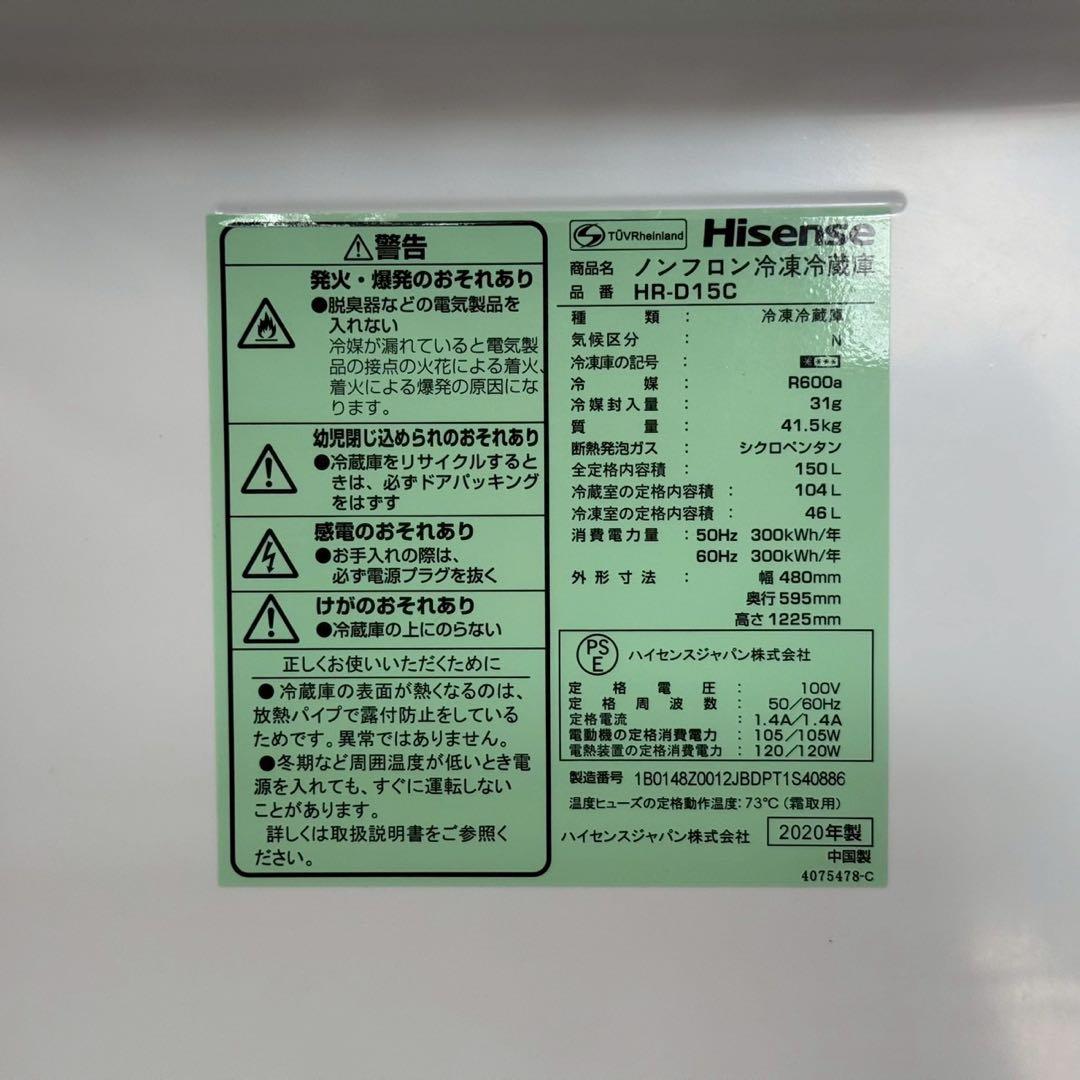 ⚠警告
発火・爆発のおそれあり
●脱臭器などの電気製品を
入れない
冷媒が漏れていると電気製
品の接点の火花による着火、
着火による爆発の原因にな
ります。
幼児閉じ込められのおそれあり
●冷蔵庫をリサイクルすると
きは、必ずドアパッキング
をはずす
感電のおそれあり
●お手入れの際は、
必ず電源プラグを抜く
けがのおそれあり
●冷蔵庫の上にのらない
正しくお使いいただくために
●冷蔵庫の表面が熱くなるのは、
放熱パイプで露付防止をしている
ためです。異常ではありません。
●冬期など周囲温度が低いとき電
源を入れても、すぐに運転しない
ことがあります。
詳しくは取扱説明書をご参照く
ださい。
TÜVRheinland Hisense
商品名 ノンフロン冷凍冷蔵庫
品番 HR-D15C
種類：冷凍冷蔵庫
気候区分：N
冷凍庫の記号：
冷媒：R600a
冷媒封入量：31g
質量：41.5kg
断熱発泡ガス：シクロペンタン
全定格内容積：150L
冷蔵室の定格内容積：104L
冷凍室の定格内容積：46L
消費電力量：50Hz 300kWh/年
60Hz 300kWh/年
外形寸法：幅480mm
奥行595mm
高さ1225mm
PSE ハイセンスジャパン株式会社
定格電圧：100V
定格周波数：50/60Hz
定格電流：1.4A/1.4A
電動機の定格消費電力：105/105W
電熱装置の定格消費電力：120/120W
製造番号 1B0148Z0012JBDPT1S40886
温度ヒューズの定格動作温度:73℃（霜取用）
ハイセンスジャパン株式会社 2020年製
中国製
4075478-C